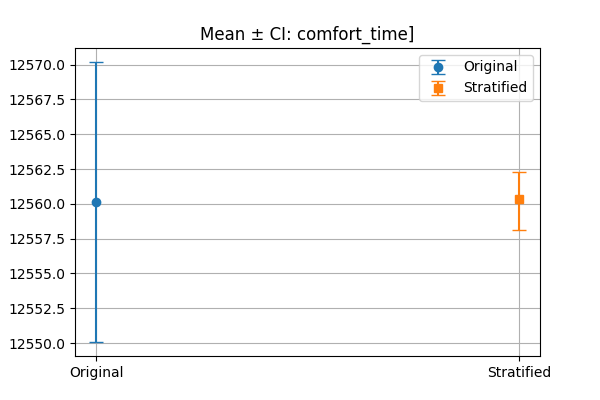 Mean ± CI: comfort_time]
12570.0
12567.5
12565.0
12562.5
12560.0
12557.5
12555.0
12552.5
12550.0
Original
Stratified
Original
Stratified